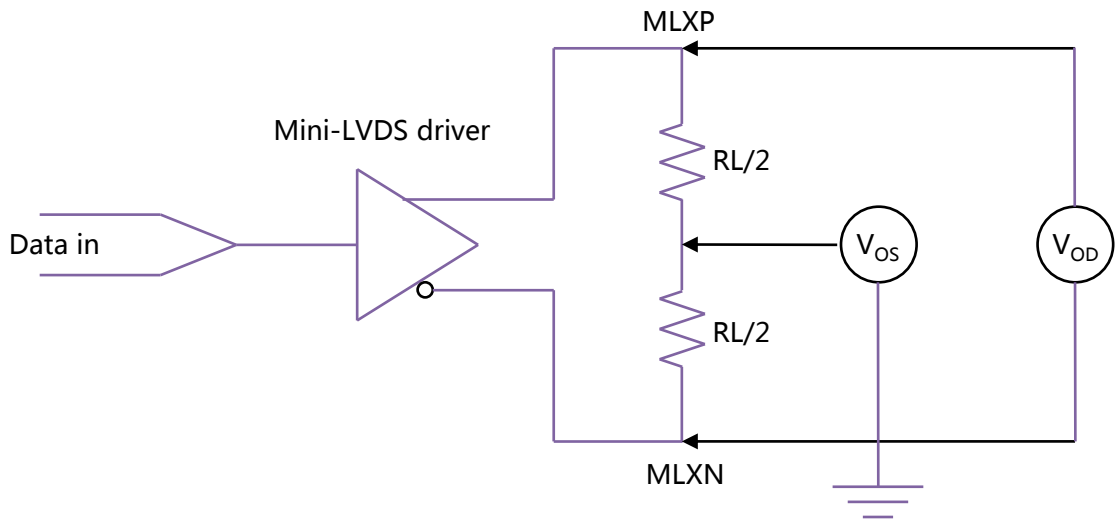 MLXP
Mini-LVDS driver
RL/2
Data in
VOS
VOD
RL/2
MLXN